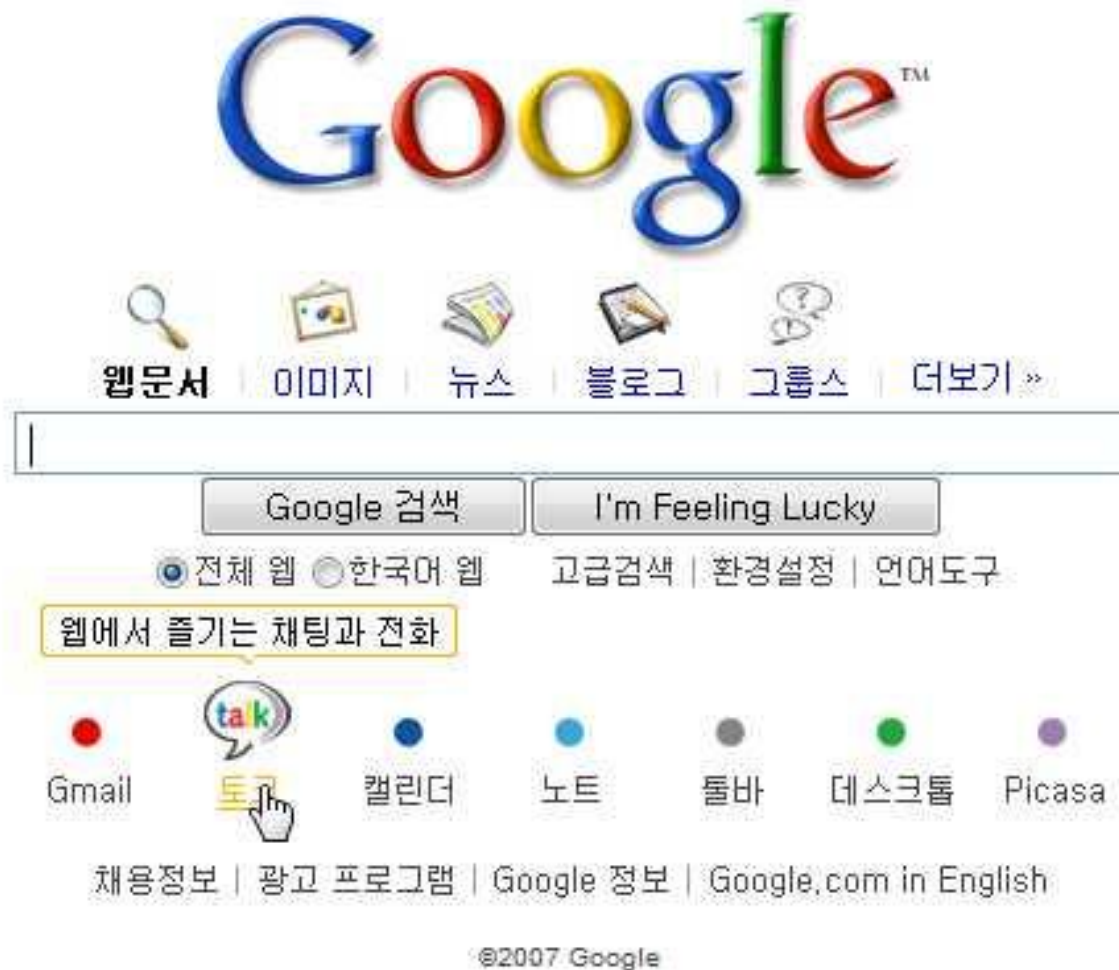 Google™
웹문서 | 이미지 | 뉴스 | 블로그 | 그룹스 | 더보기 »
Google 검색 I'm Feeling Lucky
전체 웹 한국어 웹 고급검색 | 환경설정 | 언어도구
웹에서 즐기는 채팅과 전화
talk
Gmail 캘린더 노트 툴바 데스크톱 Picasa
채용정보 | 광고 프로그램 | Google 정보 | Google.com in English
©2007 Google